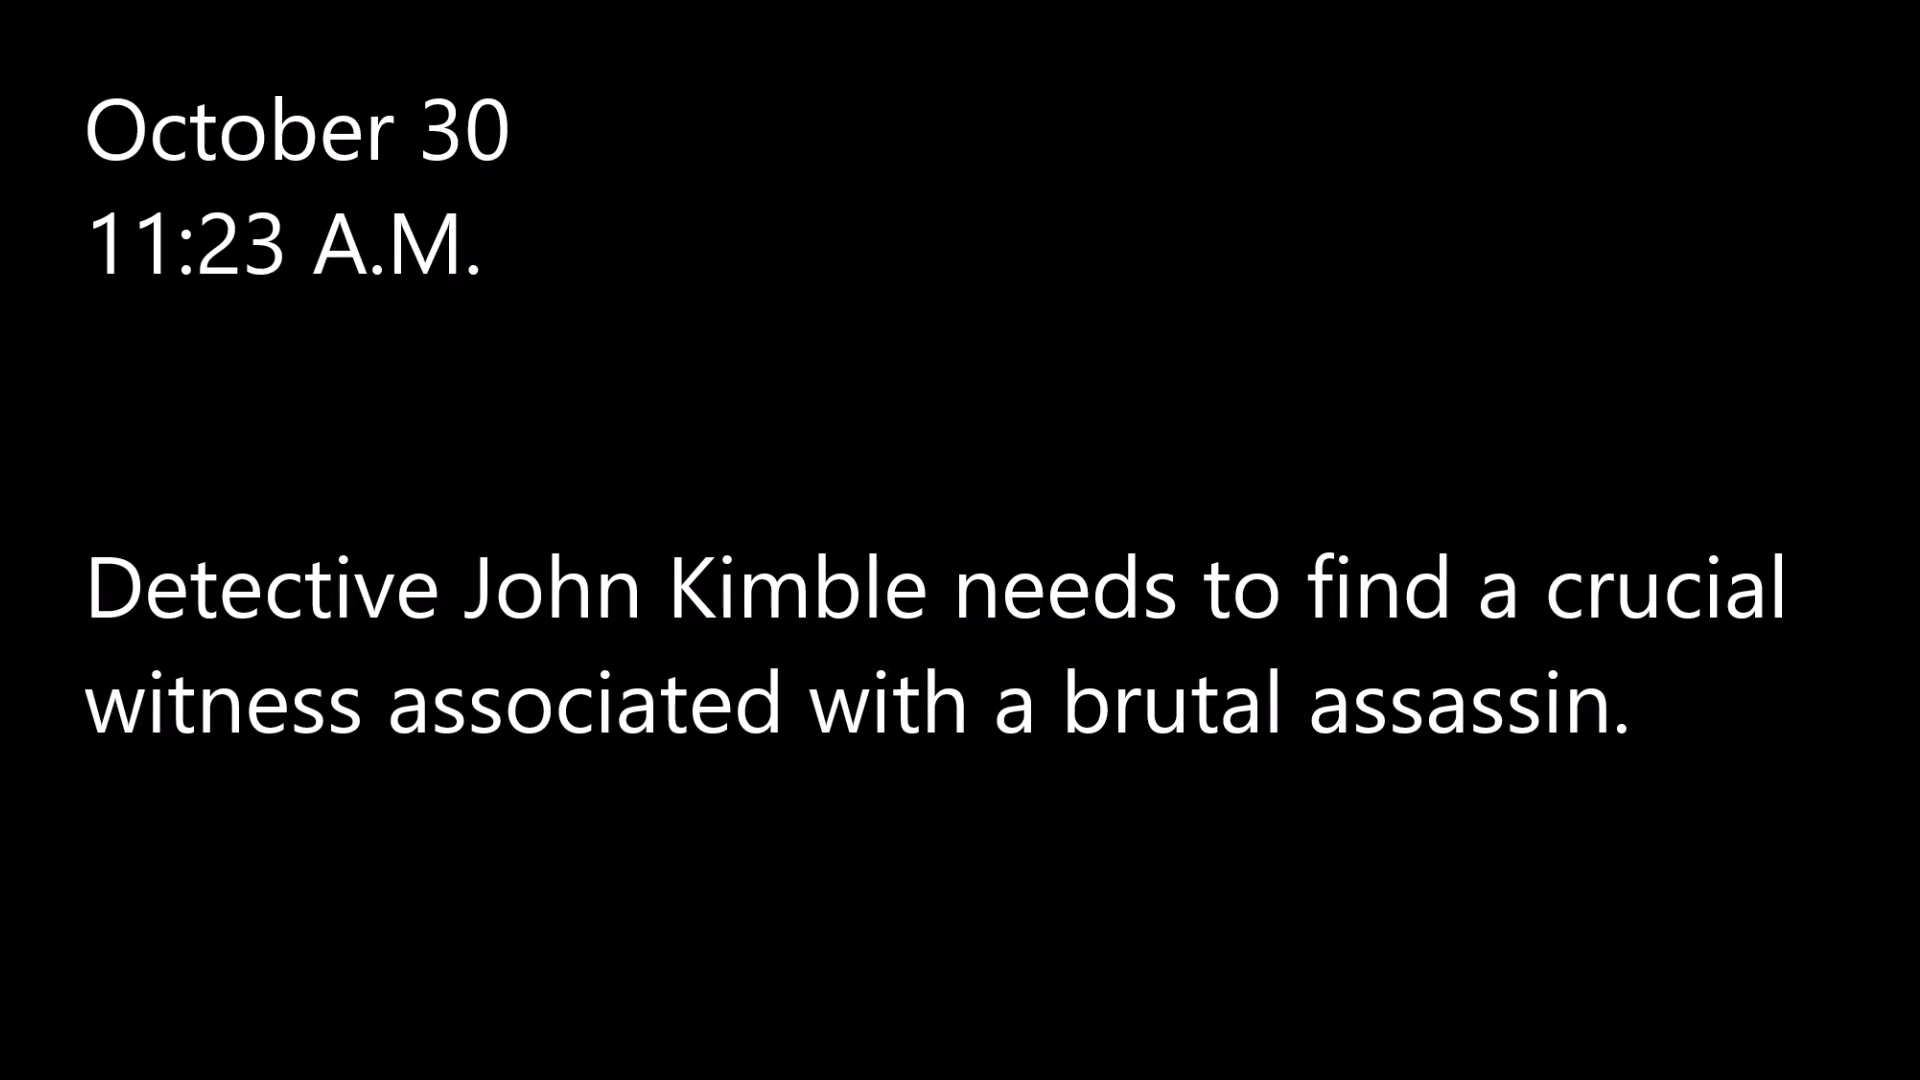 October 30
11:23 A.M.
Detective John Kimble needs to find a crucial
witness associated with a brutal assassin.